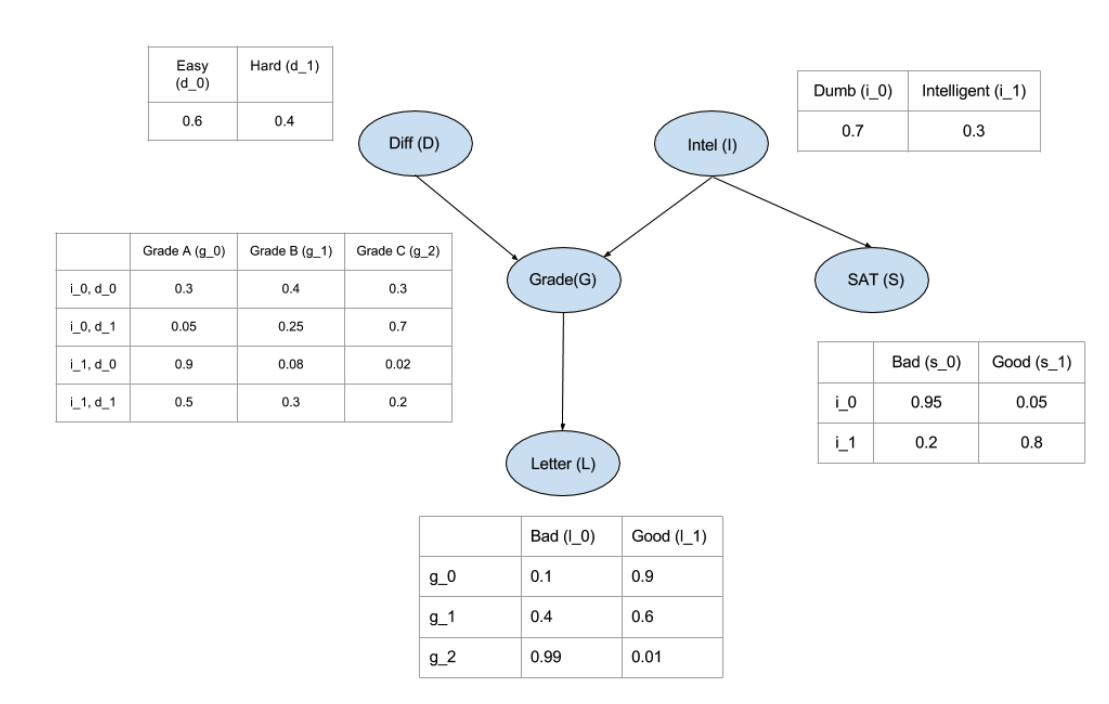 Easy (d_0) Hard (d_1)
0.6 0.4
Dumb (i_0) Intelligent (i_1)
0.7 0.3
Diff (D)
Intel (I)
Grade A (g_0) Grade B (g_1) Grade C (g_2)
i_0, d_0 0.3 0.4 0.3
i_0, d_1 0.05 0.25 0.7
i_1, d_0 0.9 0.08 0.02
i_1, d_1 0.5 0.3 0.2
Grade(G)
SAT (S)
Bad (s_0) Good (s_1)
i_0 0.95 0.05
i_1 0.2 0.8
Letter (L)
Bad (l_0) Good (l_1)
g_0 0.1 0.9
g_1 0.4 0.6
g_2 0.99 0.01